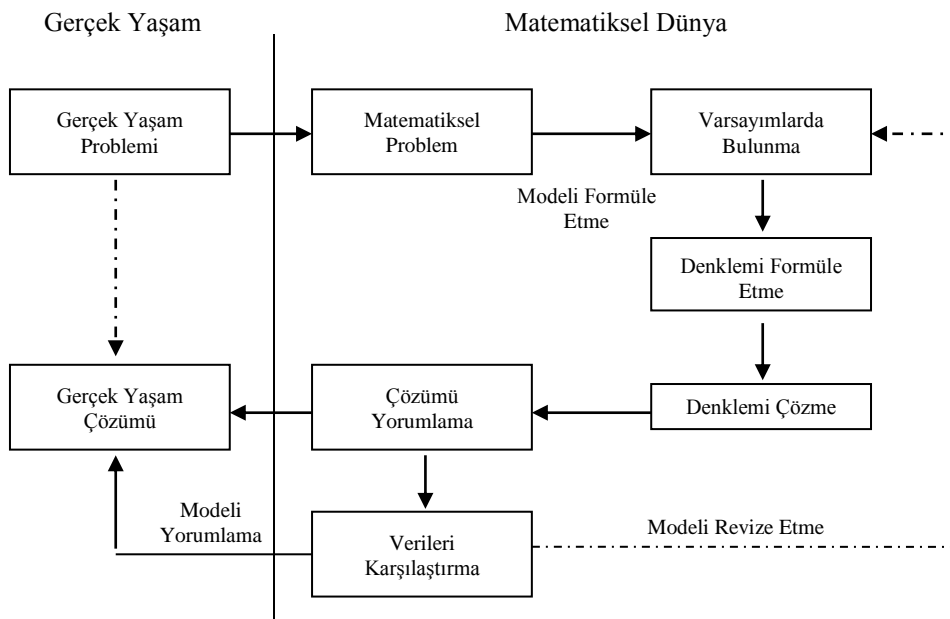 Gerçek Yaşam
Matematiksel Dünya
Gerçek Yaşam
Problemi
Matematiksel
Problem
Varsayımlarda
Bulunma
Modeli Formüle
Etme
Denklemi Formüle
Etme
Gerçek Yaşam
Çözümü
Çözümü
Yorumlama
Denklemi Çözme
Modeli
Yorumlama
Verileri
Karşılaştırma
Modeli Revize Etme